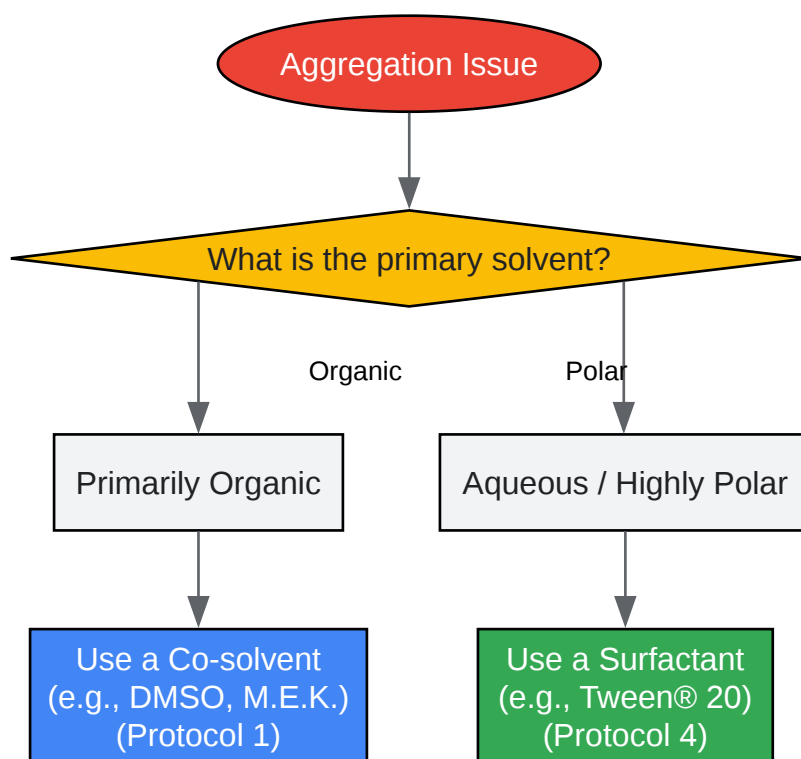 Aggregation Issue
What is the primary solvent?
Organic
Polar
Primarily Organic
Aqueous / Highly Polar
Use a Co-solvent
(e.g., DMSO, M.E.K.)
(Protocol 1)
Use a Surfactant
(e.g., Tween® 20)
(Protocol 4)